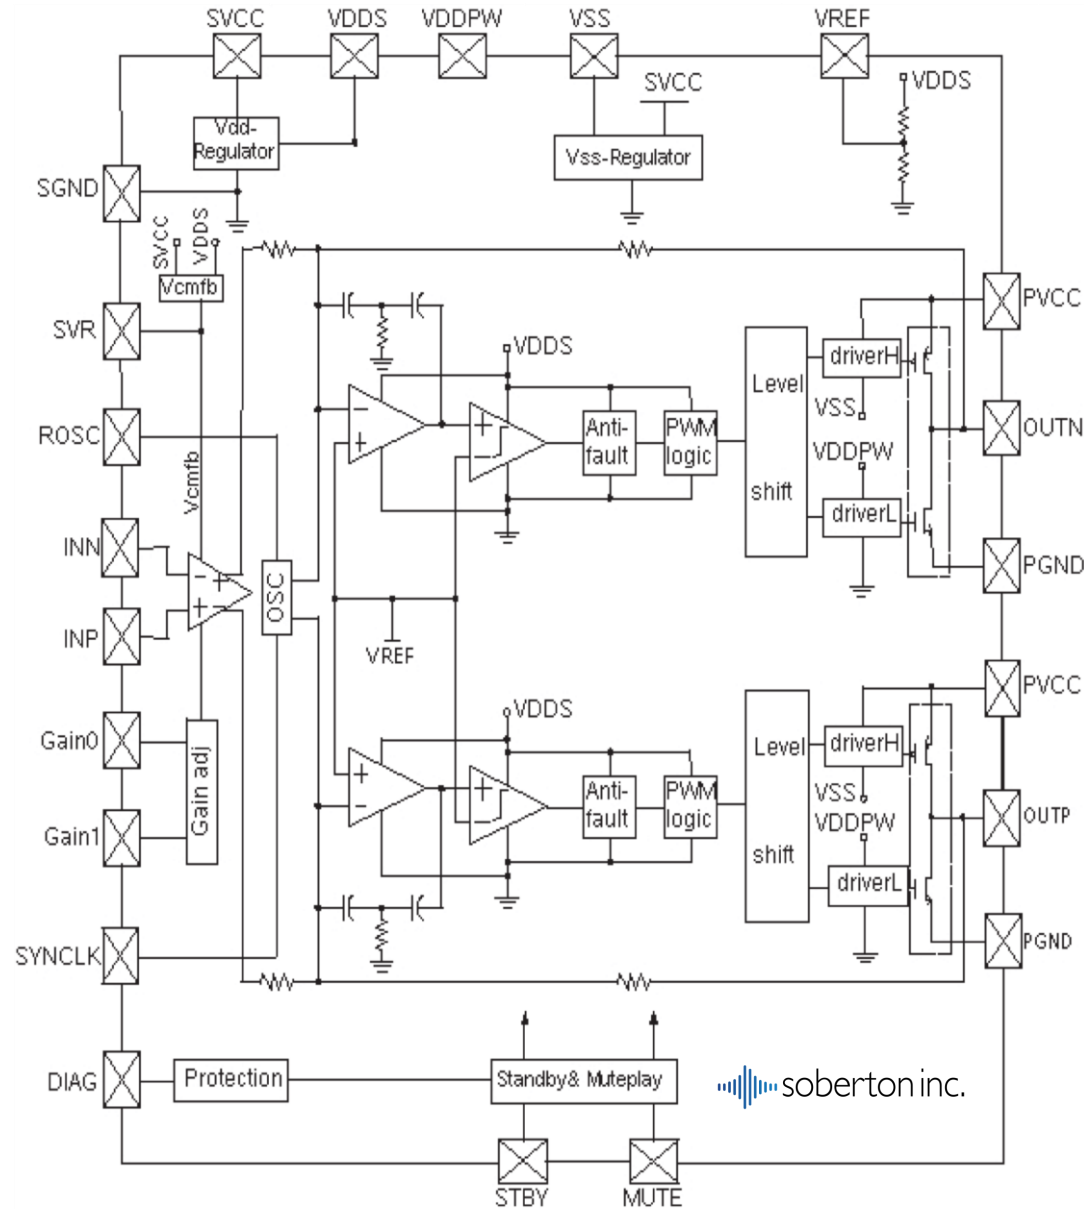 SVCC VDDS VDDPW VSS VREF
SVCC
VDDS
Vdd-
Regulator
Vss-Regulator
SGND
SVCC
VDDS
Vcmfb
PVCC
SVR
VDDS
driverH
Level
VSS
ROSC
Anti-
fault
PWM
logic
OUTN
VDDPW
Vcmfb
shift
driverL
INN
PGND
OSC
INP
VREF
PVCC
VDDS
Gain0
Level
driverH
Gain adj
VSS
Anti-
fault
PWM
logic
OUTP
VDDPW
Gain1
shift
driverL
SYNCLK
PGND
DIAG
Protection
Standby& Muteplay
soberton inc.
STBY MUTE